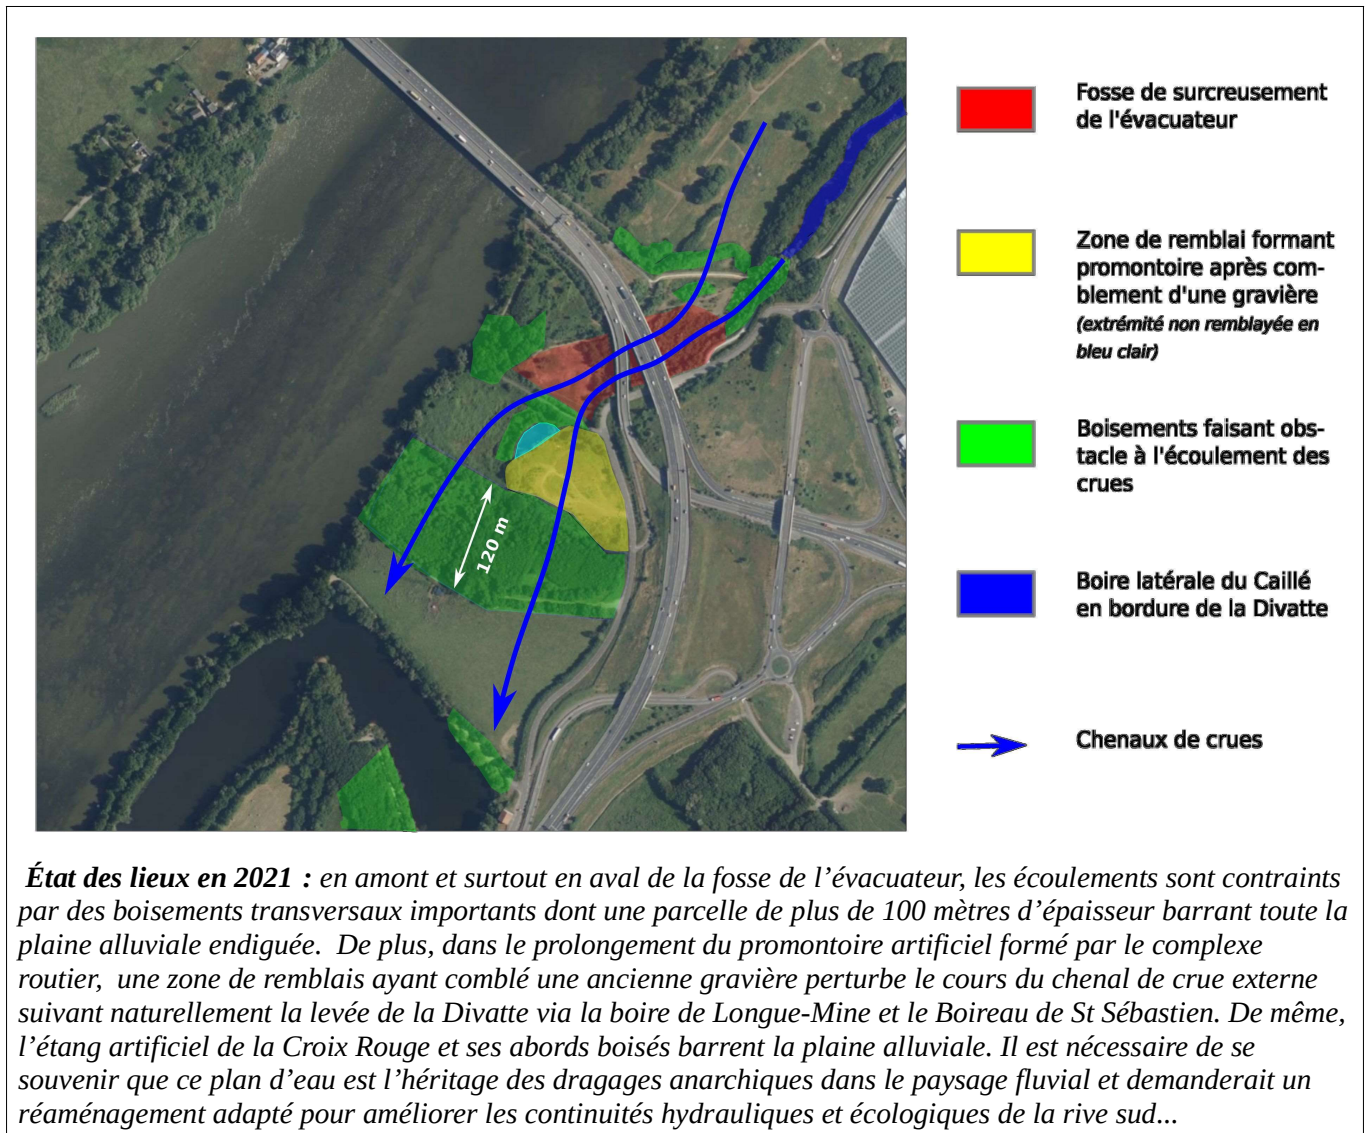 Fosse de surcreusement
de l'évacuateur
Zone de remblai formant
promontoire après com-
blement d'une gravière
(extrémité non remblayée en
bleu clair)
Boisements faisant obs-
tacle à l'écoulement des
crues
Boire latérale du Caillé
en bordure de la Divatte
Chenaux de crues
120 m
État des lieux en 2021 : en amont et surtout en aval de la fosse de l’évacuateur, les écoulements sont contraints
par des boisements transversaux importants dont une parcelle de plus de 100 mètres d’épaisseur barrant toute la
plaine alluviale endiguée. De plus, dans le prolongement du promontoire artificiel formé par le complexe
routier, une zone de remblais ayant comblé une ancienne gravière perturbe le cours du chenal de crue externe
suivant naturellement la levée de la Divatte via la boire de Longue-Mine et le Boireau de St Sébastien. De même,
l’étang artificiel de la Croix Rouge et ses abords boisés barrent la plaine alluviale. Il est nécessaire de se
souvenir que ce plan d’eau est l’héritage des dragages anarchiques dans le paysage fluvial et demanderait un
réaménagement adapté pour améliorer les continuités hydrauliques et écologiques de la rive sud...